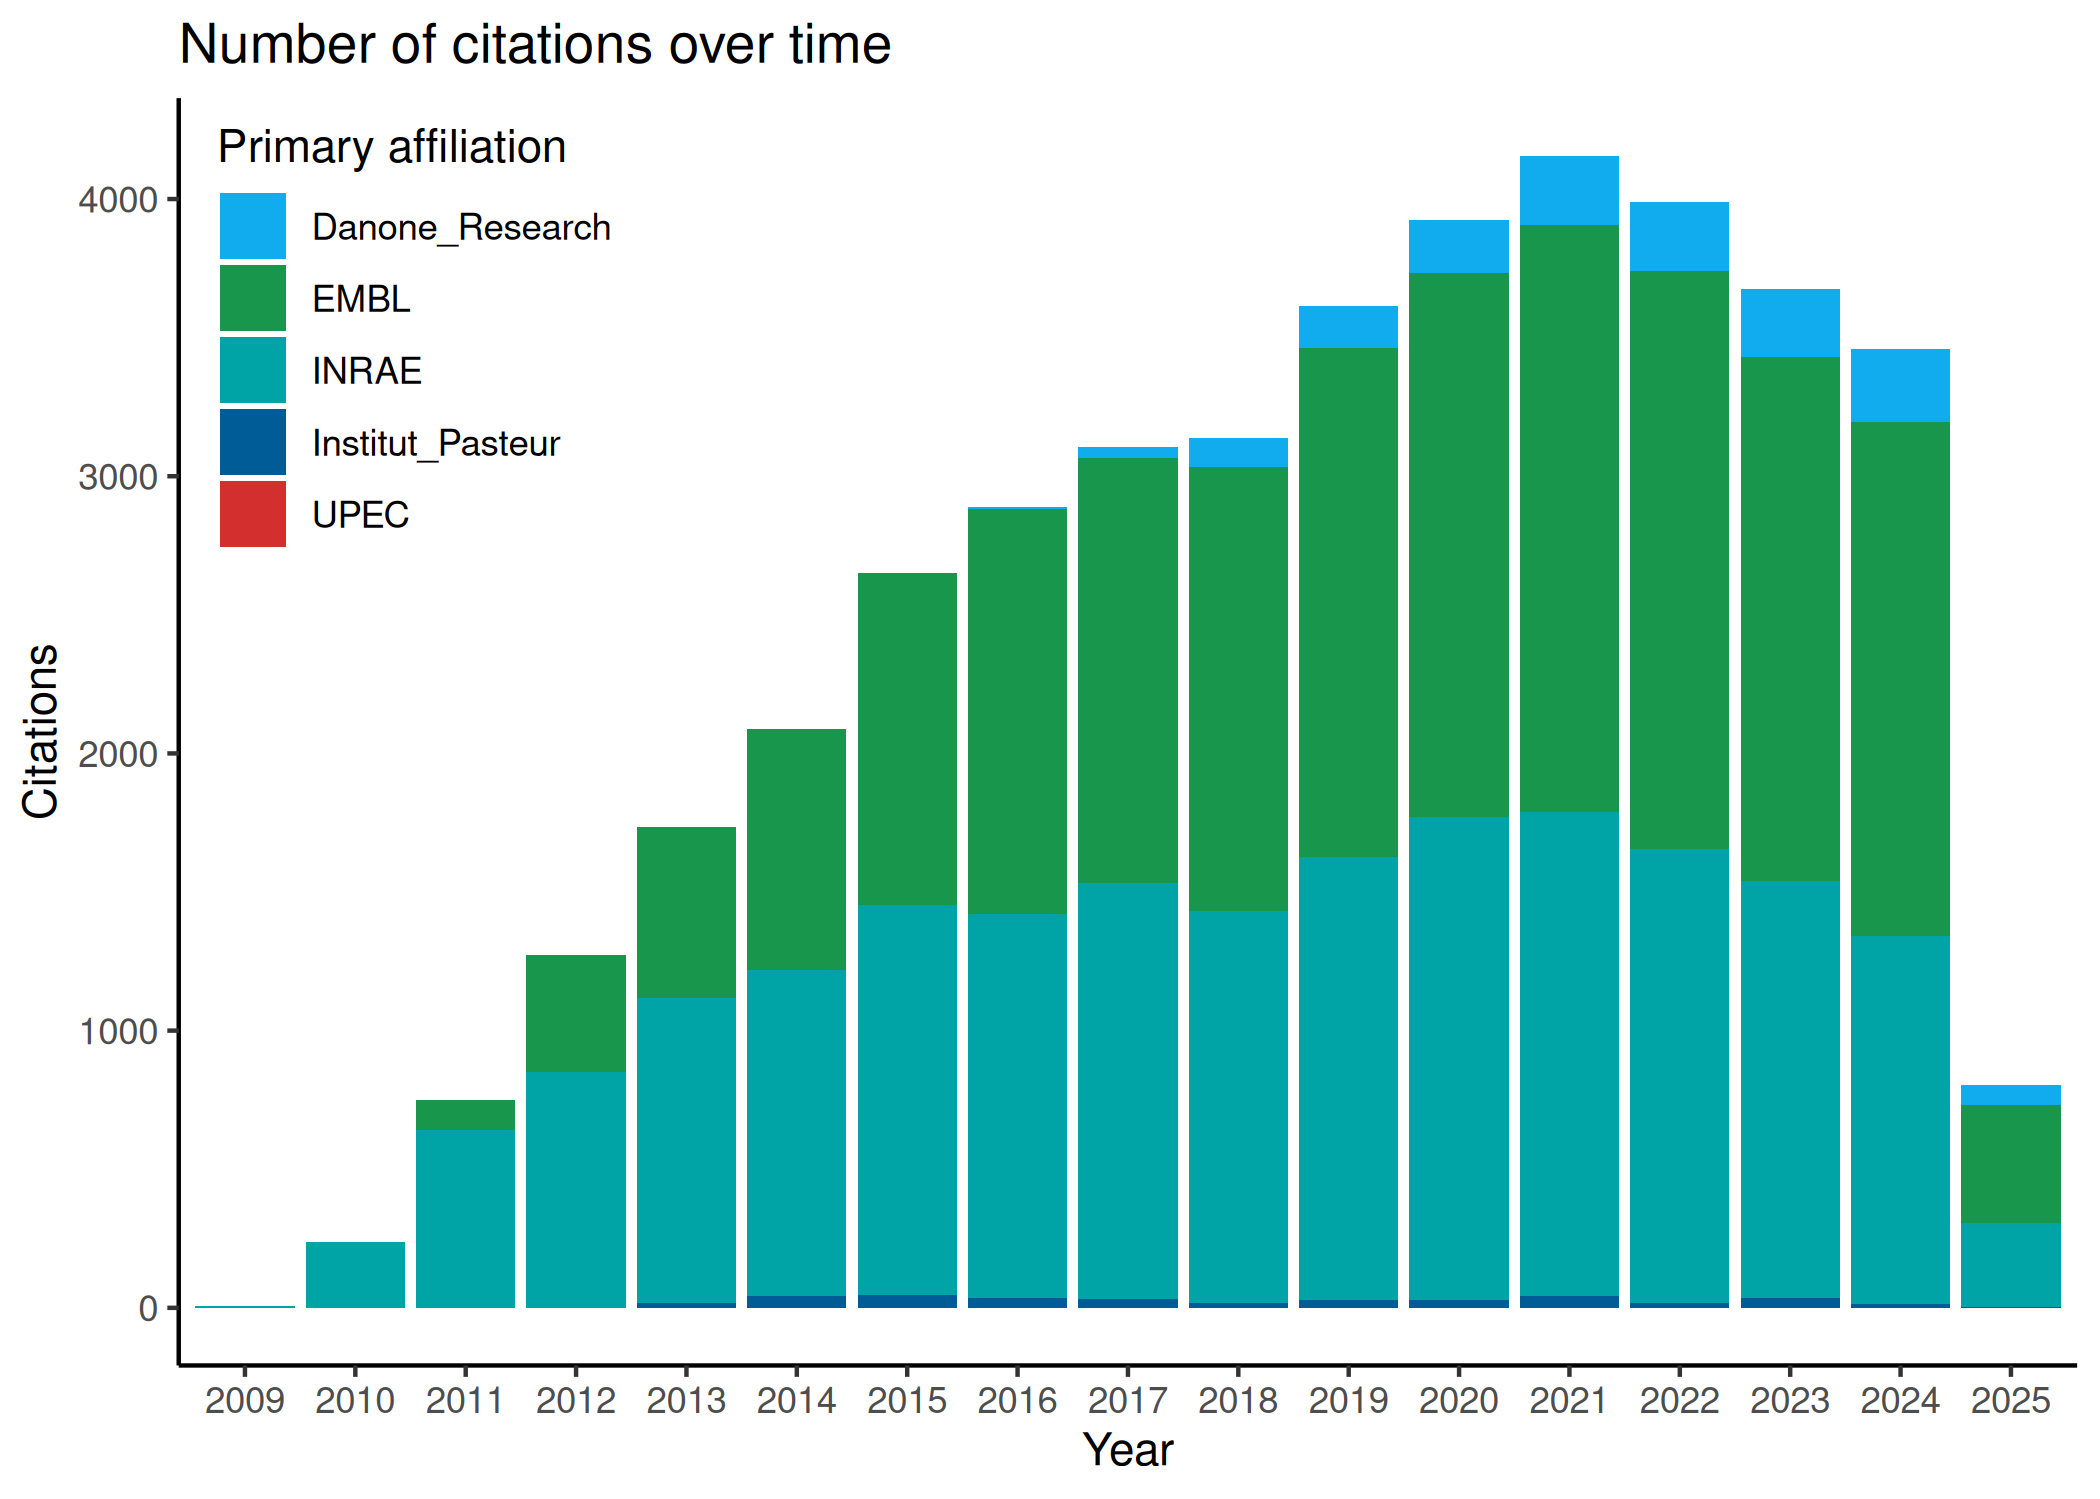 Number of citations over time
Primary affiliation
Danone_Research
EMBL
INRAE
Institut_Pasteur
UPEC
Citations
4000
3000
2000
1000
0
2009 2010 2011 2012 2013 2014 2015 2016 2017 2018 2019 2020 2021 2022 2023 2024 2025
Year